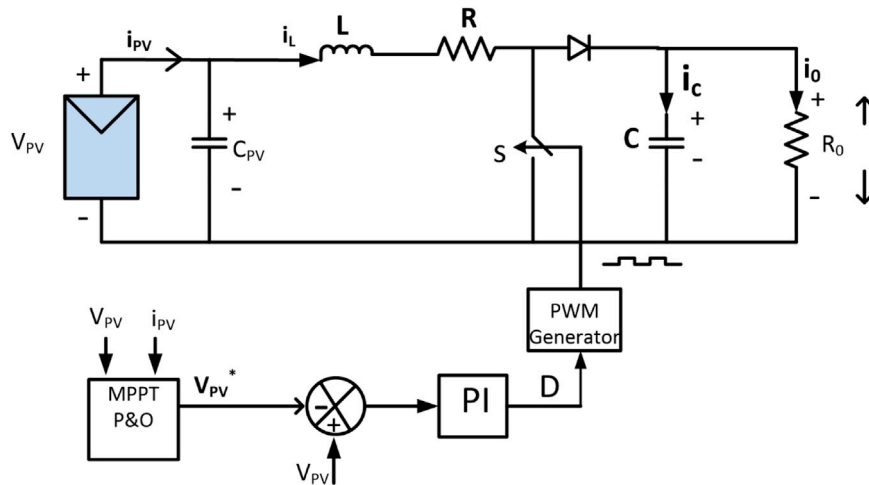 i_PV
i_L
L
R
+
V_PV
-
+
C_PV
-
S
i_c
+
C
-
i_0
+
R_0
-
PWM
Generator
V_PV
i_PV
MPPT
P&O
V_PV*
-
+
V_PV
PI
D